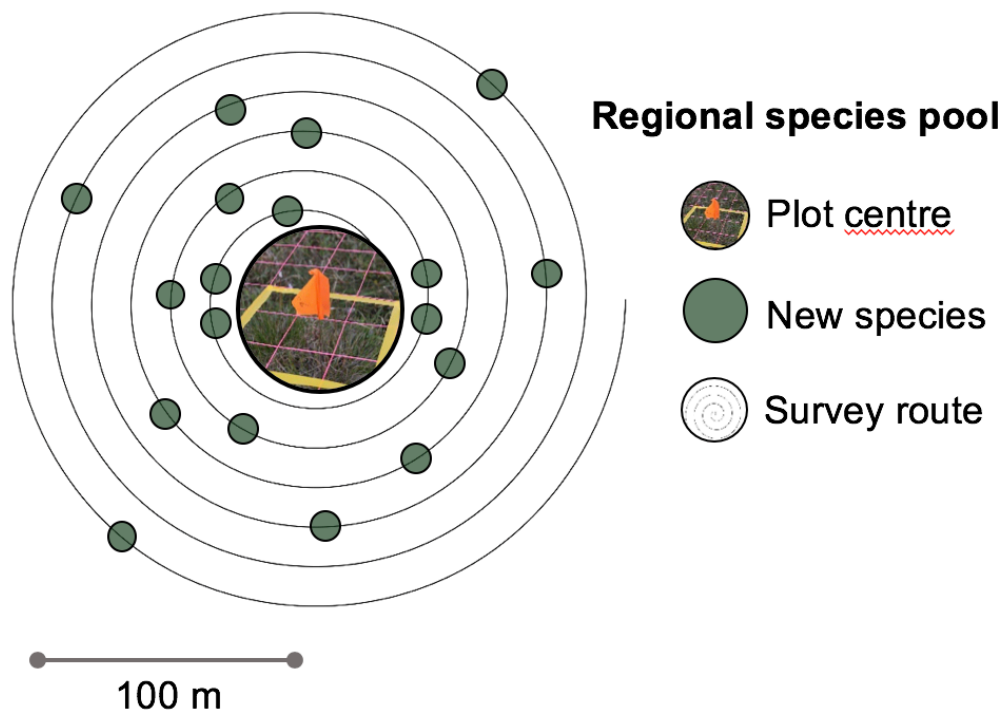 Regional species pool
Plot centre
New species
Survey route
100 m